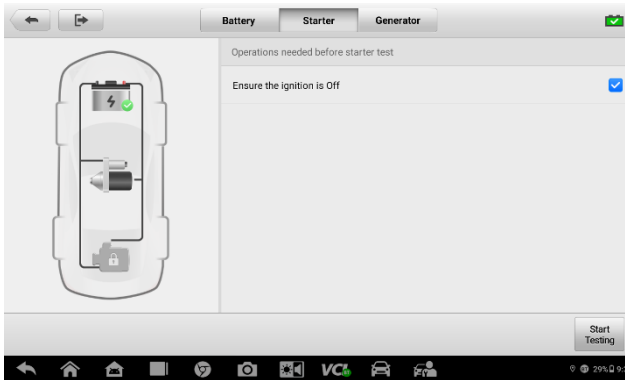 Battery
Starter
Generator
Operations needed before starter test
Ensure the ignition is Off
Start
Testing
VCI
29%